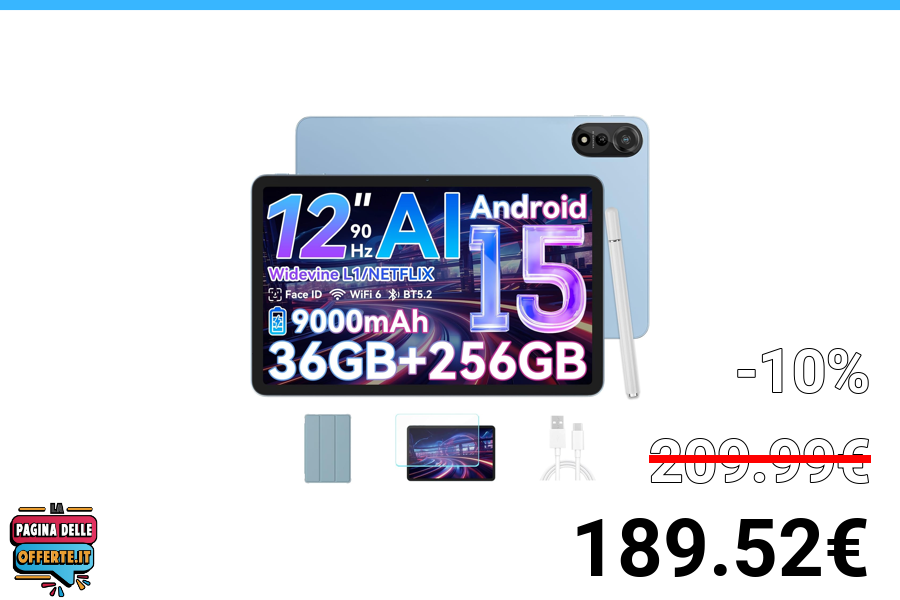 12" 90 Hz AI Android 15
Widevine L1/NETFLIX
Face ID WiFi 6 BT5.2
9000mAh
36GB+256GB
-10%
209.99€
189.52€
LA
PAGINA DELLE
OFFERTE.IT